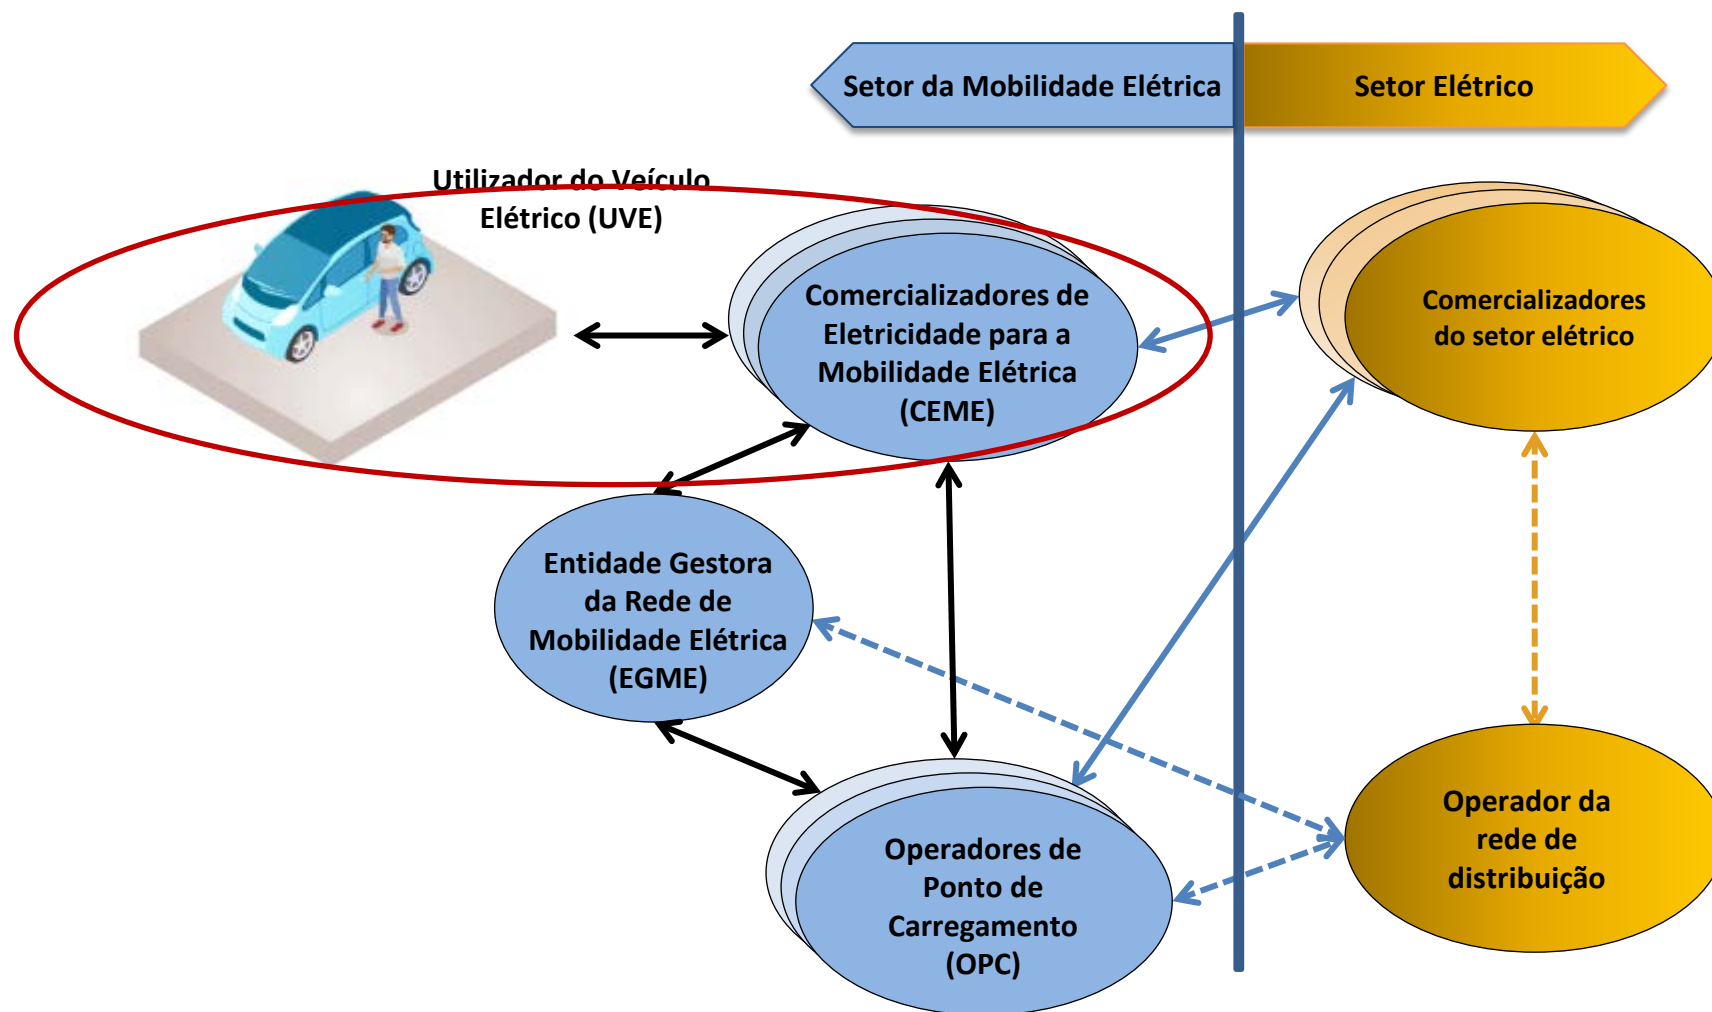 Setor da Mobilidade Elétrica
Setor Elétrico
Utilizador do Veículo
Elétrico (UVE)
Comercializadores de
Eletricidade para a
Mobilidade Elétrica
(CEME)
Comercializadores
do setor elétrico
Entidade Gestora
da Rede de
Mobilidade Elétrica
(EGME)
Operadores de
Ponto de
Carregamento
(OPC)
Operador da
rede de
distribuição